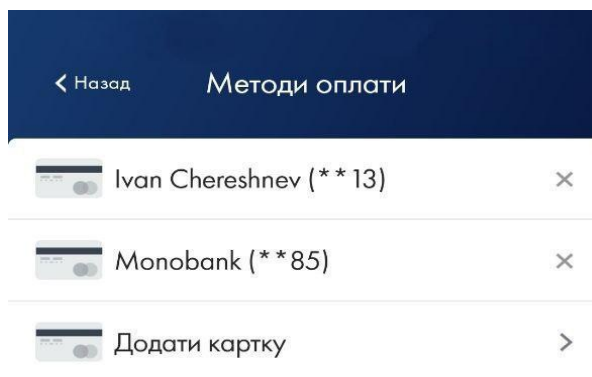 Назад
Методи оплати
Ivan Chereshnev (**13)
Monobank (**85)
Додати картку